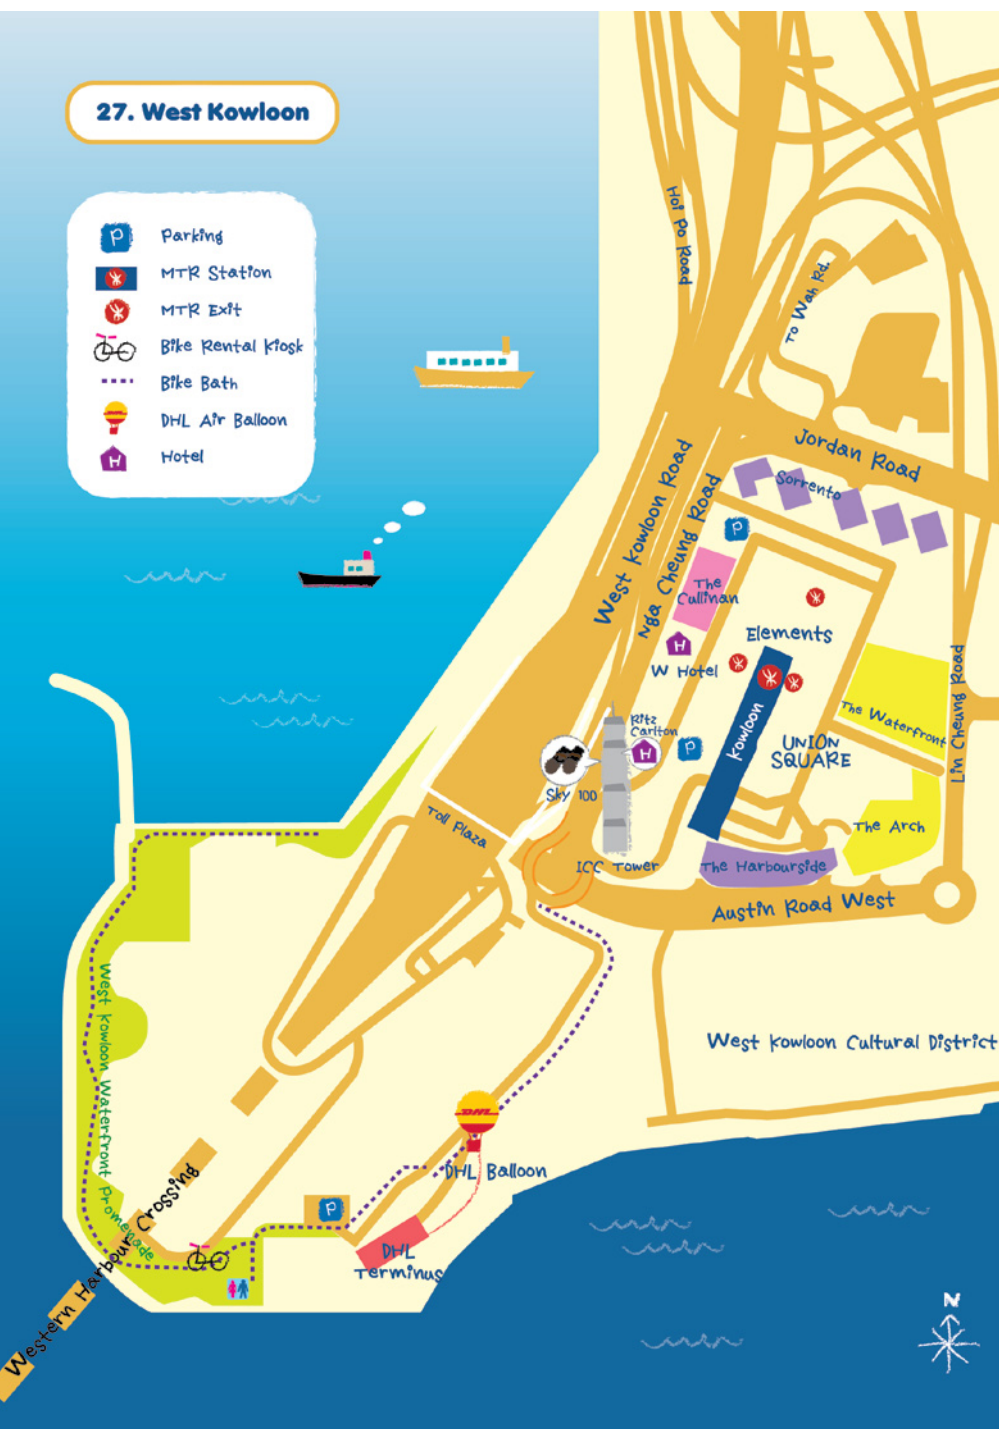 27. West Kowloon
P
Parking
MTR Station
MTR Exit
Bike Rental Kiosk
Bike Bath
DHL Air Balloon
H
Hotel
Hoi Po Road
To Wah Rd.
Jordan Road
Sorrento
West Kowloon Road
Nga Cheung Road
P
The
Cullinan
Elements
H
W Hotel
Kowloon
The Waterfront
Lin Cheung Road
Ritz
Carlton
H
P
UNION
SQUARE
Sky 100
Toll Plaza
The Arch
ICC Tower
The Harbourside
Austin Road West
West Kowloon Waterfront Promenade
West Kowloon Cultural District
DHL
DHL Balloon
Western Harbour Crossing
P
DHL
Terminus
N